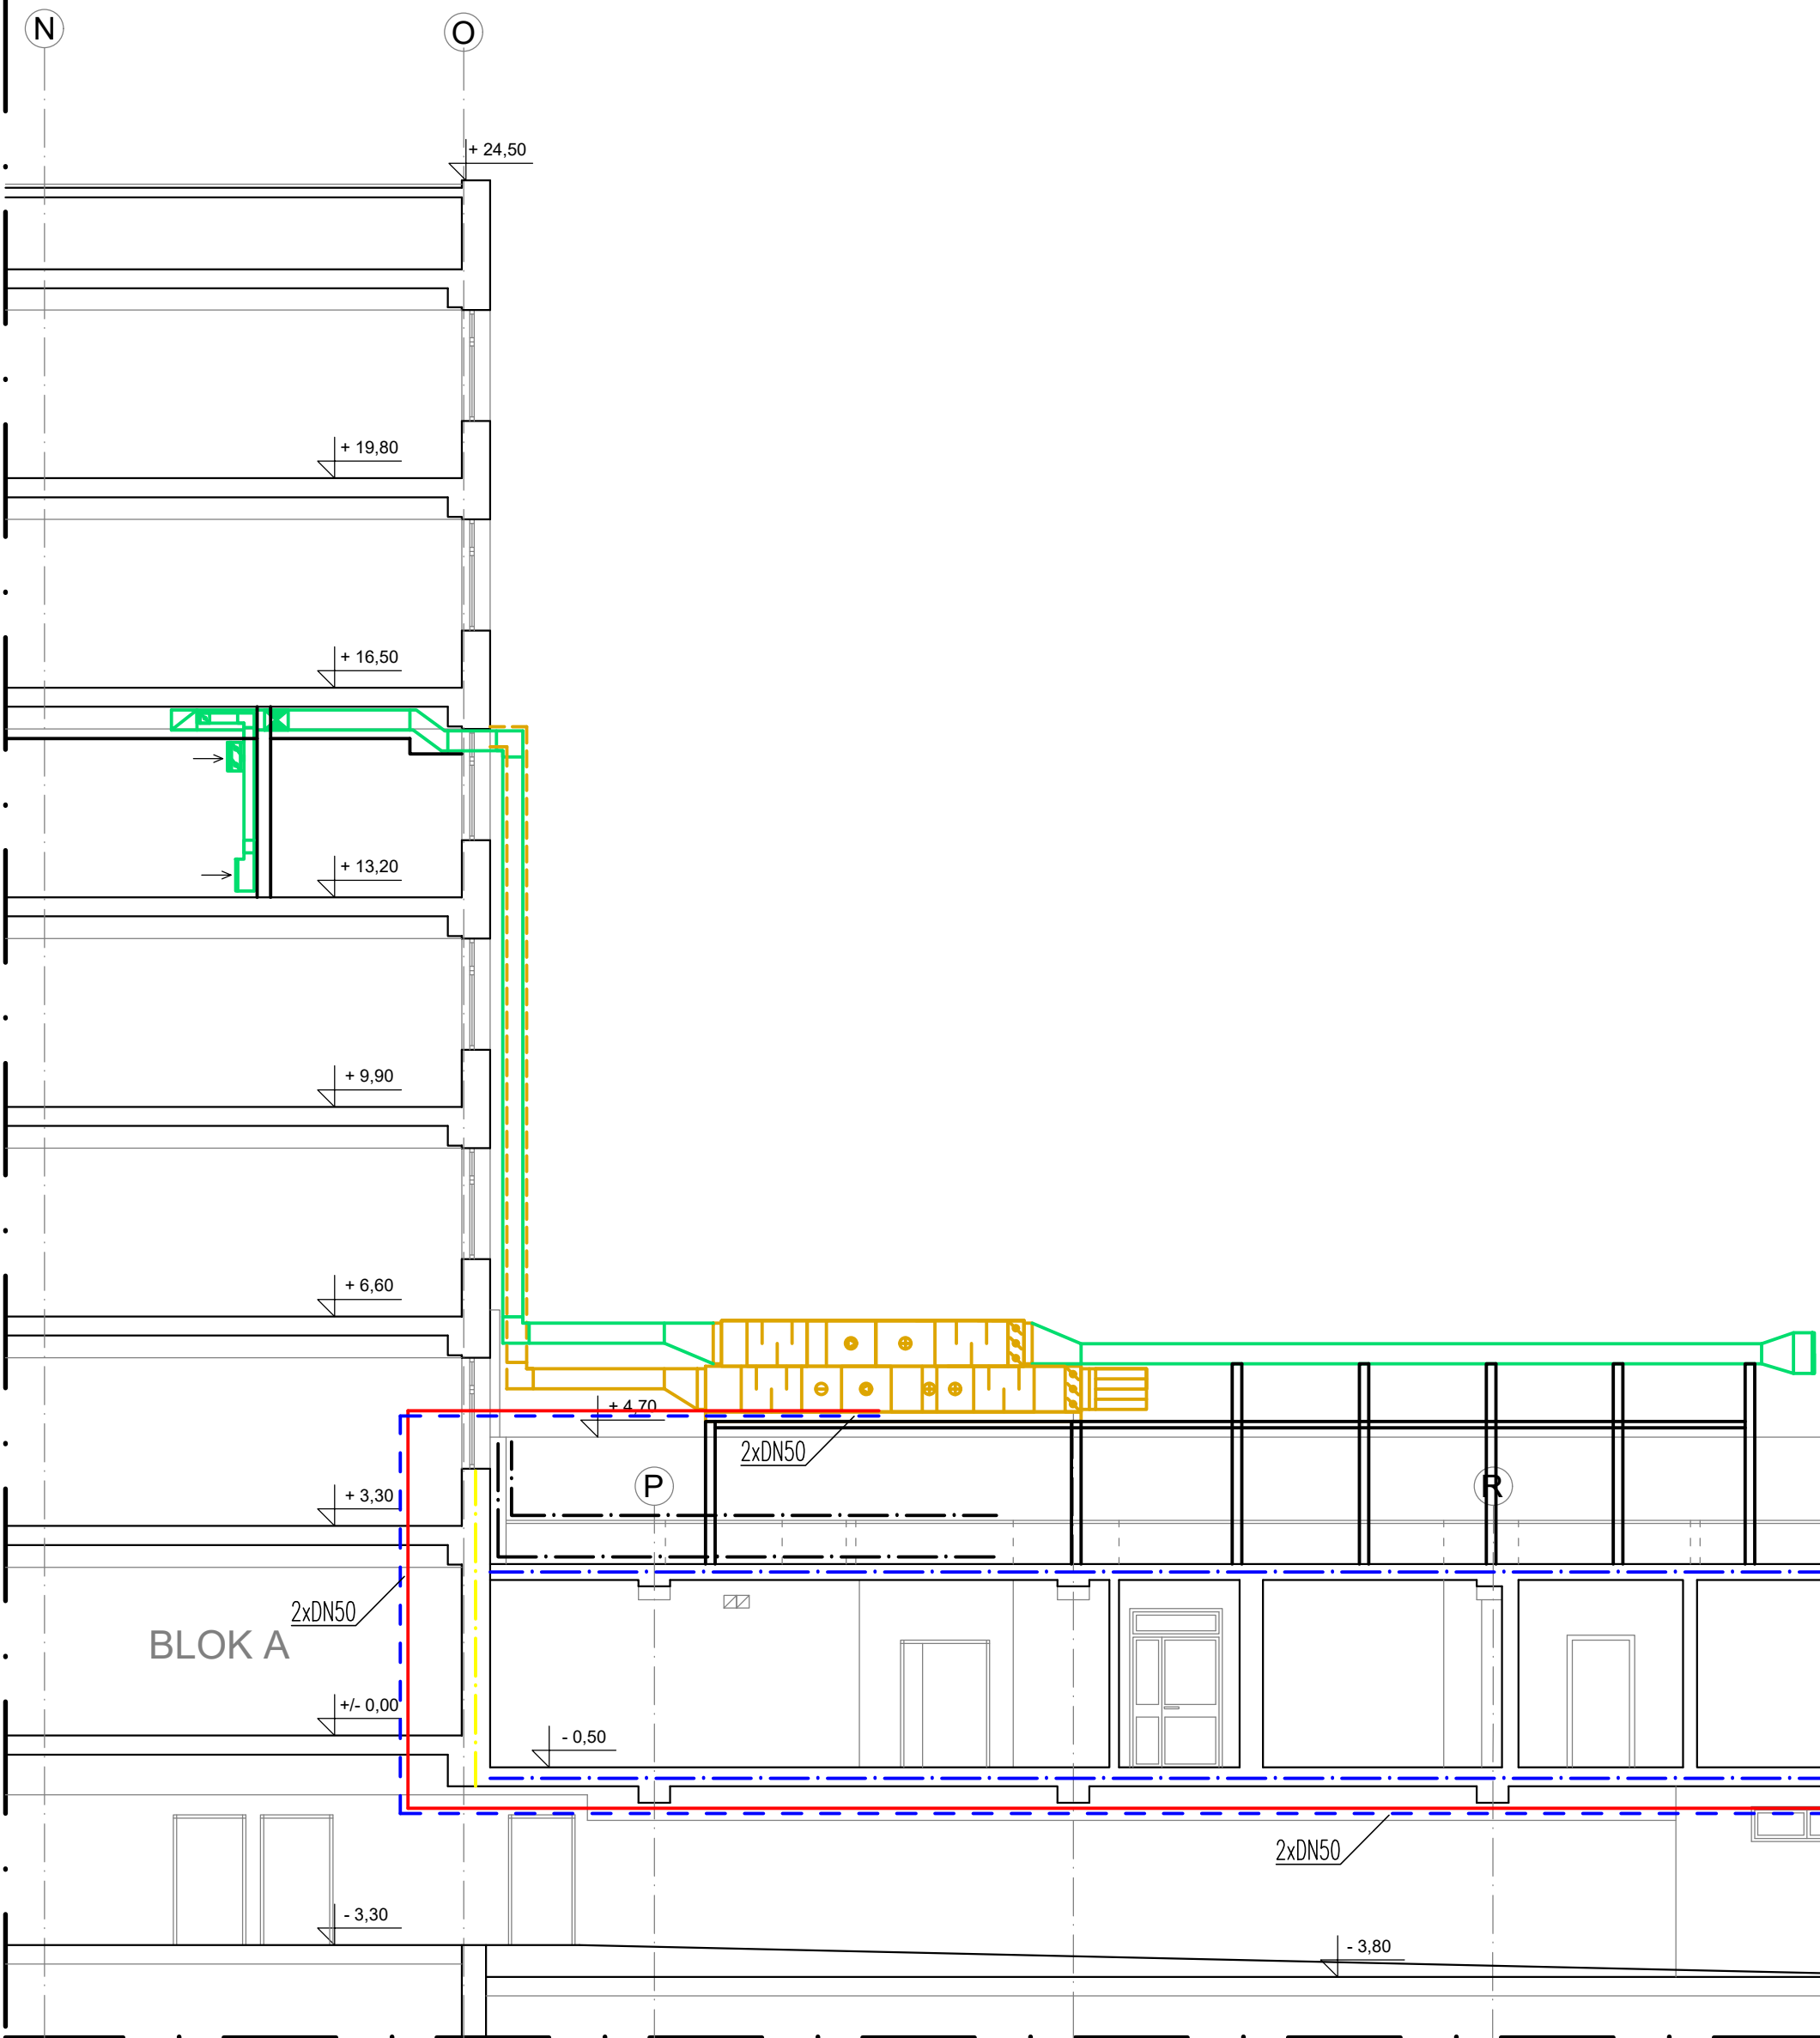 N
O
+ 24,50
+ 19,80
+ 16,50
+ 13,20
+ 9,90
+ 6,60
+ 4,70
2xDN50
P
R
+ 3,30
2xDN50
BLOK A
+/- 0,00
- 0,50
2xDN50
- 3,30
- 3,80